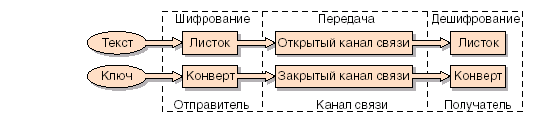 Шифрование Передача Дешифрование
Текст Листок Открытый канал связи Листок
Ключ Конверт Закрытый канал связи Конверт
Отправитель Канал связи Получатель